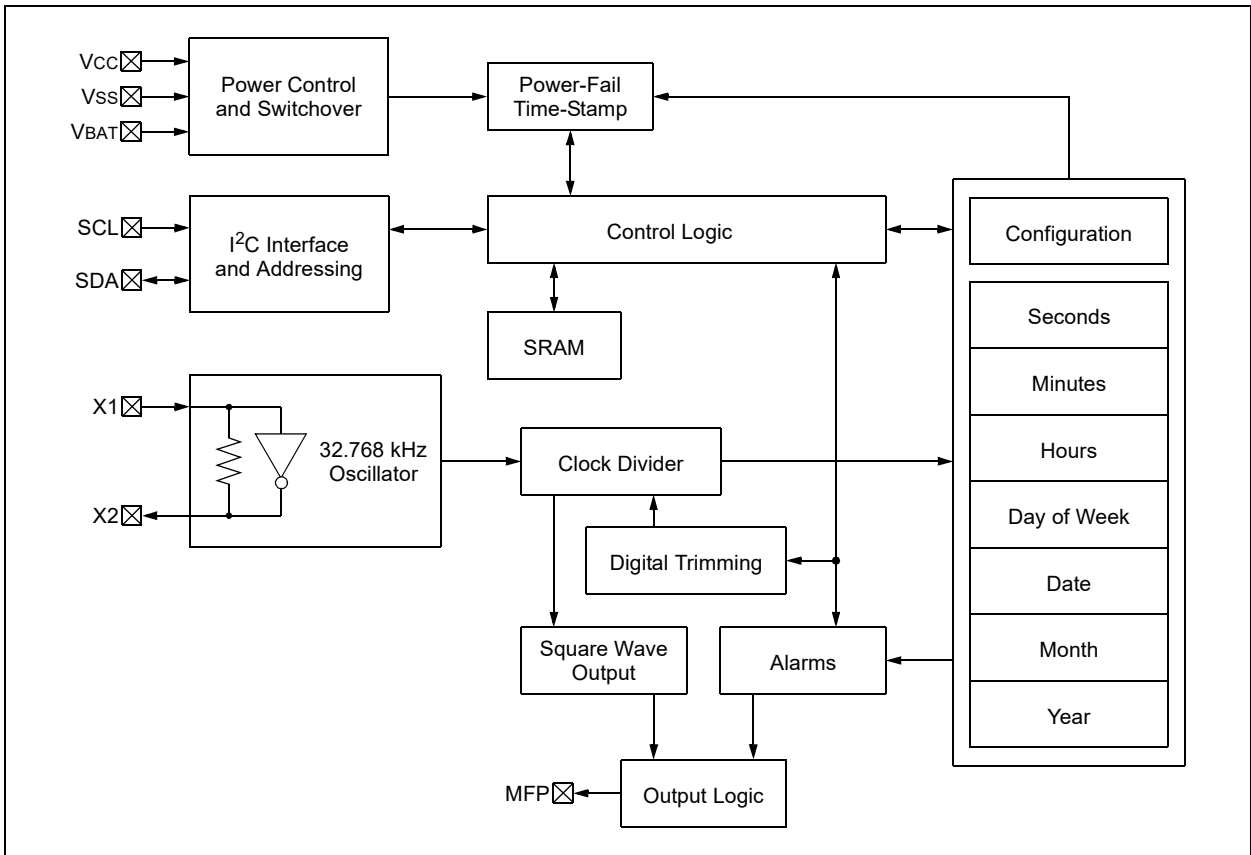 VCC
VSS
VBAT
Power Control
and Switchover
Power-Fail
Time-Stamp
SCL
SDA
I2C Interface
and Addressing
Control Logic
SRAM
Configuration
Seconds
Minutes
Hours
Day of Week
Date
Month
Year
X1
X2
32.768 kHz
Oscillator
Clock Divider
Digital Trimming
Square Wave
Output
Alarms
MFP
Output Logic